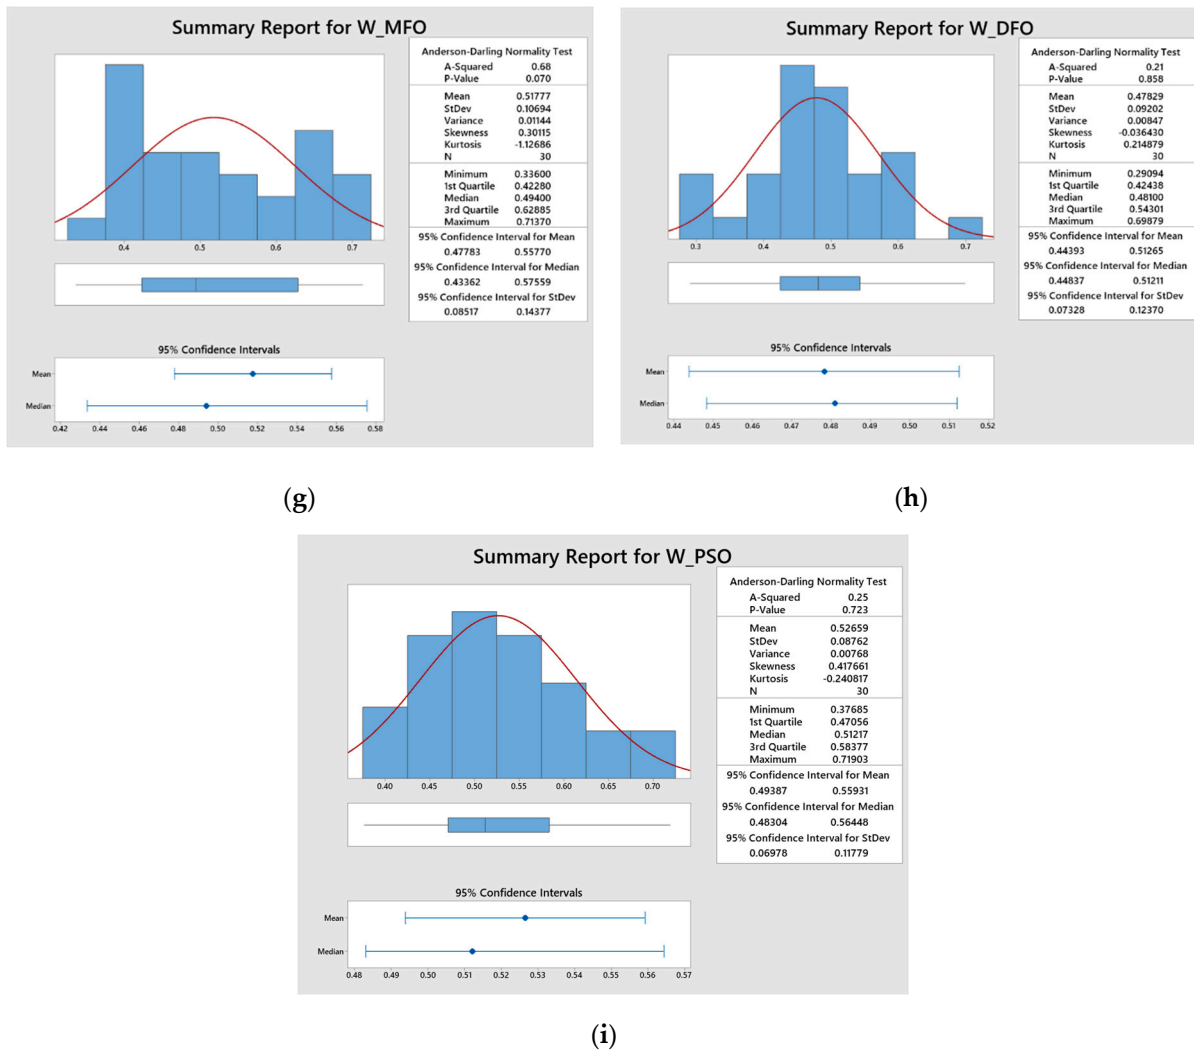 Summary Report for W_MFO
Anderson-Darling Normality Test
A-Squared 0.68
P-Value 0.070
Mean 0.51777
StDev 0.10694
Variance 0.01144
Skewness 0.30115
Kurtosis -1.12686
N 30
Minimum 0.33600
1st Quartile 0.42280
Median 0.49400
3rd Quartile 0.62885
Maximum 0.71370
95% Confidence Interval for Mean
0.47783 0.55770
95% Confidence Interval for Median
0.43362 0.57559
95% Confidence Interval for StDev
0.08517 0.14377
0.4 0.5 0.6 0.7
95% Confidence Intervals
Mean
Median
0.42 0.44 0.46 0.48 0.50 0.52 0.54 0.56 0.58
(g)
Summary Report for W_DFO
Anderson-Darling Normality Test
A-Squared 0.21
P-Value 0.858
Mean 0.47829
StDev 0.09202
Variance 0.00847
Skewness -0.036430
Kurtosis 0.214879
N 30
Minimum 0.29094
1st Quartile 0.42438
Median 0.48100
3rd Quartile 0.54301
Maximum 0.69879
95% Confidence Interval for Mean
0.44393 0.51265
95% Confidence Interval for Median
0.44837 0.51211
95% Confidence Interval for StDev
0.07328 0.12370
0.3 0.4 0.5 0.6 0.7
95% Confidence Intervals
Mean
Median
0.44 0.45 0.46 0.47 0.48 0.49 0.50 0.51 0.52
(h)
Summary Report for W_PSO
Anderson-Darling Normality Test
A-Squared 0.25
P-Value 0.723
Mean 0.52659
StDev 0.08762
Variance 0.00768
Skewness 0.417661
Kurtosis -0.240817
N 30
Minimum 0.37685
1st Quartile 0.47056
Median 0.51217
3rd Quartile 0.58377
Maximum 0.71903
95% Confidence Interval for Mean
0.49387 0.55931
95% Confidence Interval for Median
0.48304 0.56448
95% Confidence Interval for StDev
0.06978 0.11779
0.40 0.45 0.50 0.55 0.60 0.65 0.70
95% Confidence Intervals
Mean
Median
0.48 0.49 0.50 0.51 0.52 0.53 0.54 0.55 0.56 0.57
(i)